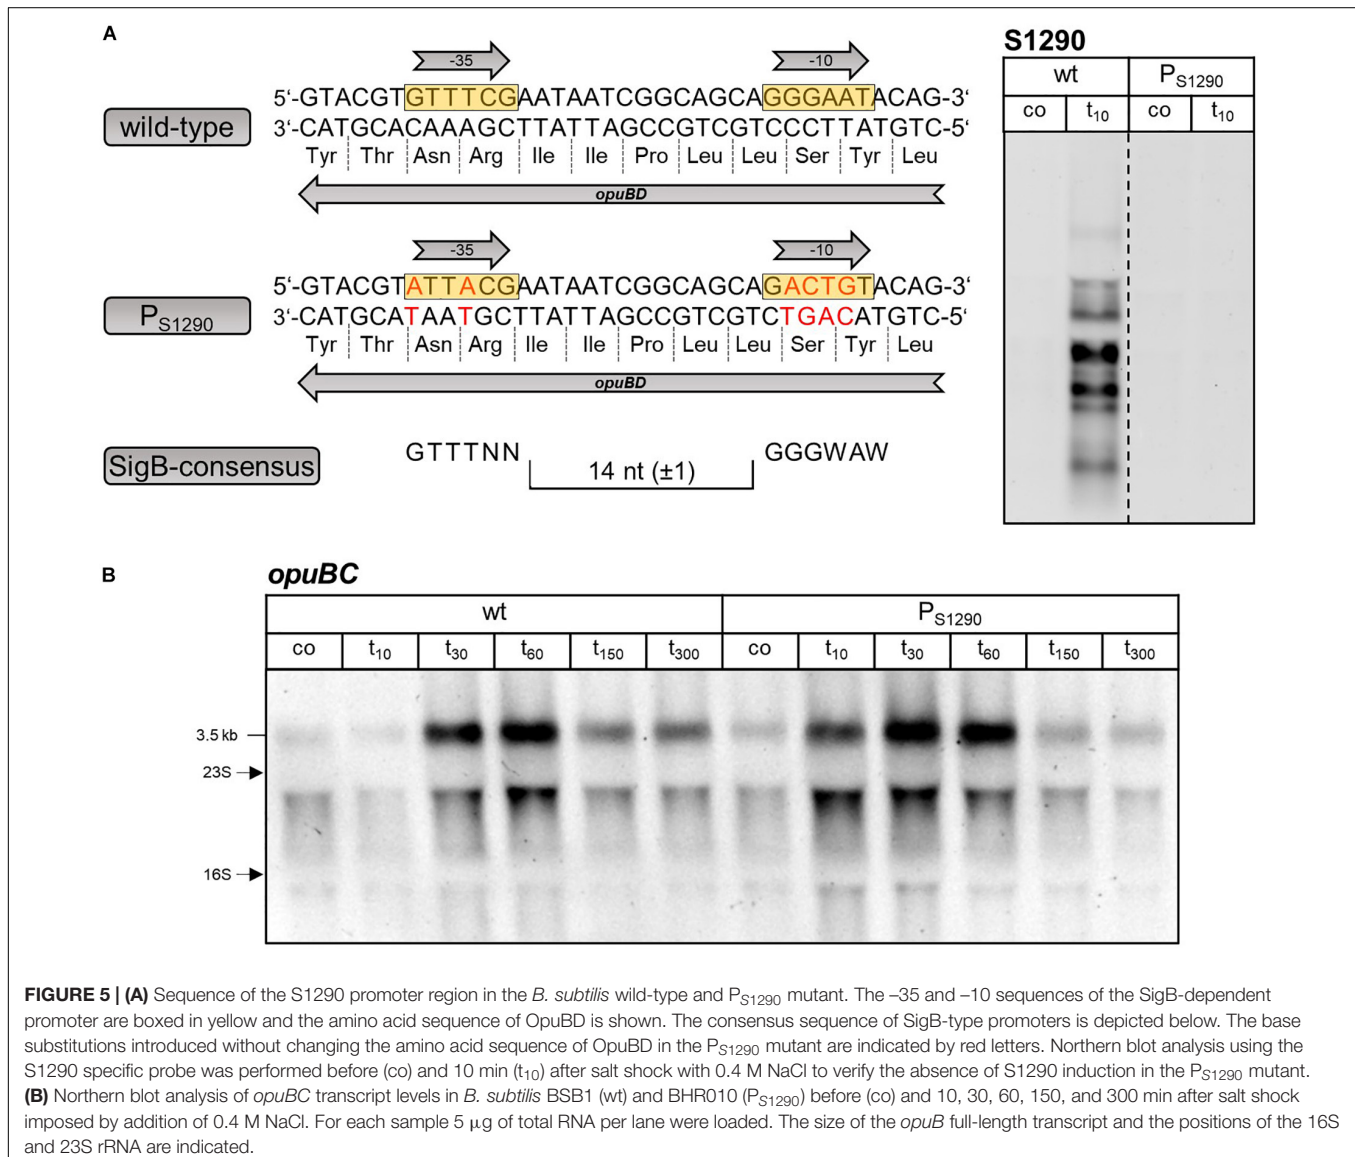 A
-35 -10
5‘-GTACGTGTTTCGAATAATCGGCAGCAGGGAATACAG-3‘
wild-type
3‘-CATGCACAAAGCTTATTAGCCGTCGTCCCTTATGTC-5‘
Tyr Thr Asn Arg Ile Ile Pro Leu Leu Ser Tyr Leu
opuBD
-35 -10
5‘-GTACGTATTACGAATAATCGGCAGCAGACTGTACAG-3‘
PS1290
3‘-CATGCATAATGCTTATTAGCCGTCGTCTGACATGTC-5‘
Tyr Thr Asn Arg Ile Ile Pro Leu Leu Ser Tyr Leu
opuBD
SigB-consensus
GTTTNN GGGWAW
14 nt (±1)
S1290
wt PS1290
co t10 co t10
B
opuBC
wt PS1290
co t10 t30 t60 t150 t300 co t10 t30 t60 t150 t300
3.5 kb
23S
16S
FIGURE 5 | (A) Sequence of the S1290 promoter region in the B. subtilis wild-type and PS1290 mutant. The –35 and –10 sequences of the SigB-dependent
promoter are boxed in yellow and the amino acid sequence of OpuBD is shown. The consensus sequence of SigB-type promoters is depicted below. The base
substitutions introduced without changing the amino acid sequence of OpuBD in the PS1290 mutant are indicated by red letters. Northern blot analysis using the
S1290 specific probe was performed before (co) and 10 min (t10) after salt shock with 0.4 M NaCl to verify the absence of S1290 induction in the PS1290 mutant.
(B) Northern blot analysis of opuBC transcript levels in B. subtilis BSB1 (wt) and BHR010 (PS1290) before (co) and 10, 30, 60, 150, and 300 min after salt shock
imposed by addition of 0.4 M NaCl. For each sample 5 μg of total RNA per lane were loaded. The size of the opuB full-length transcript and the positions of the 16S
and 23S rRNA are indicated.